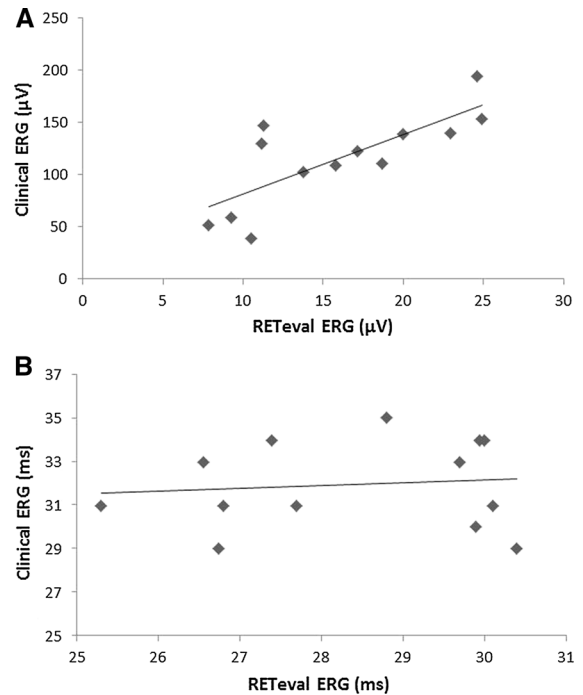 A
250
200
150
100
50
0
Clinical ERG (µV)
0 5 10 15 20 25 30
RETeval ERG (µV)
B
37
35
33
31
29
27
25
Clinical ERG (ms)
25 26 27 28 29 30 31
RETeval ERG (ms)